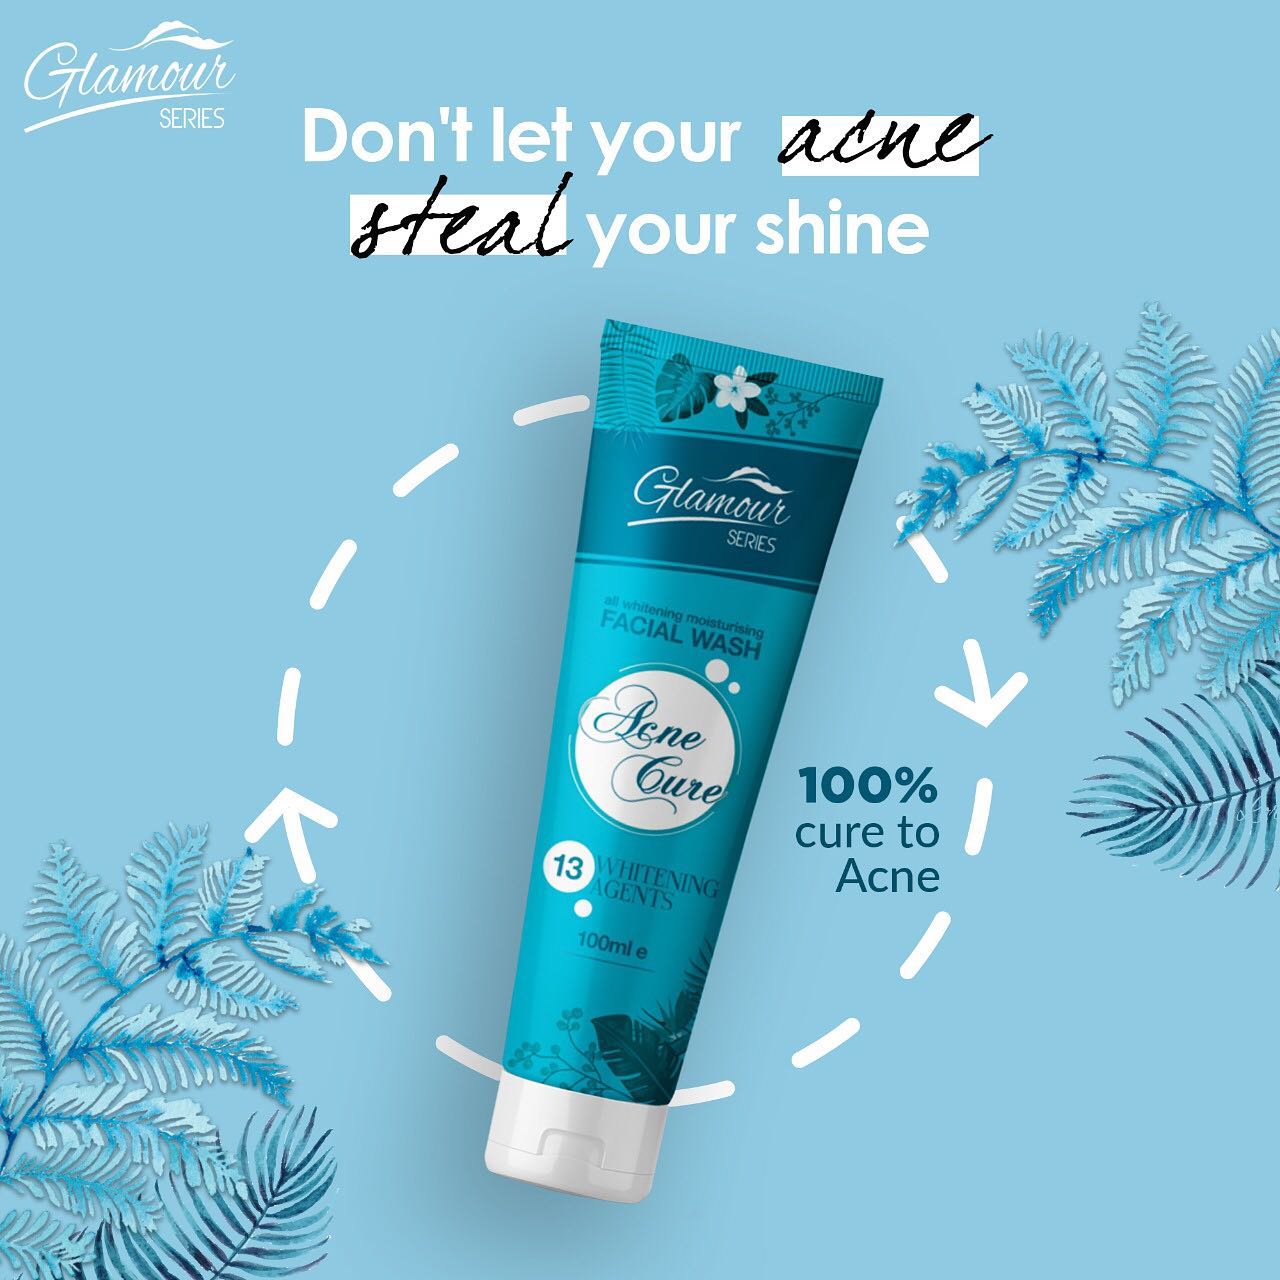 Glamour
SERIES
Don't let your acne
steal your shine
Glamour
SERIES
all whitening moisturising
FACIAL WASH
Acne
Cure
13 WHITENING
AGENTS
100ml e
100%
cure to
Acne